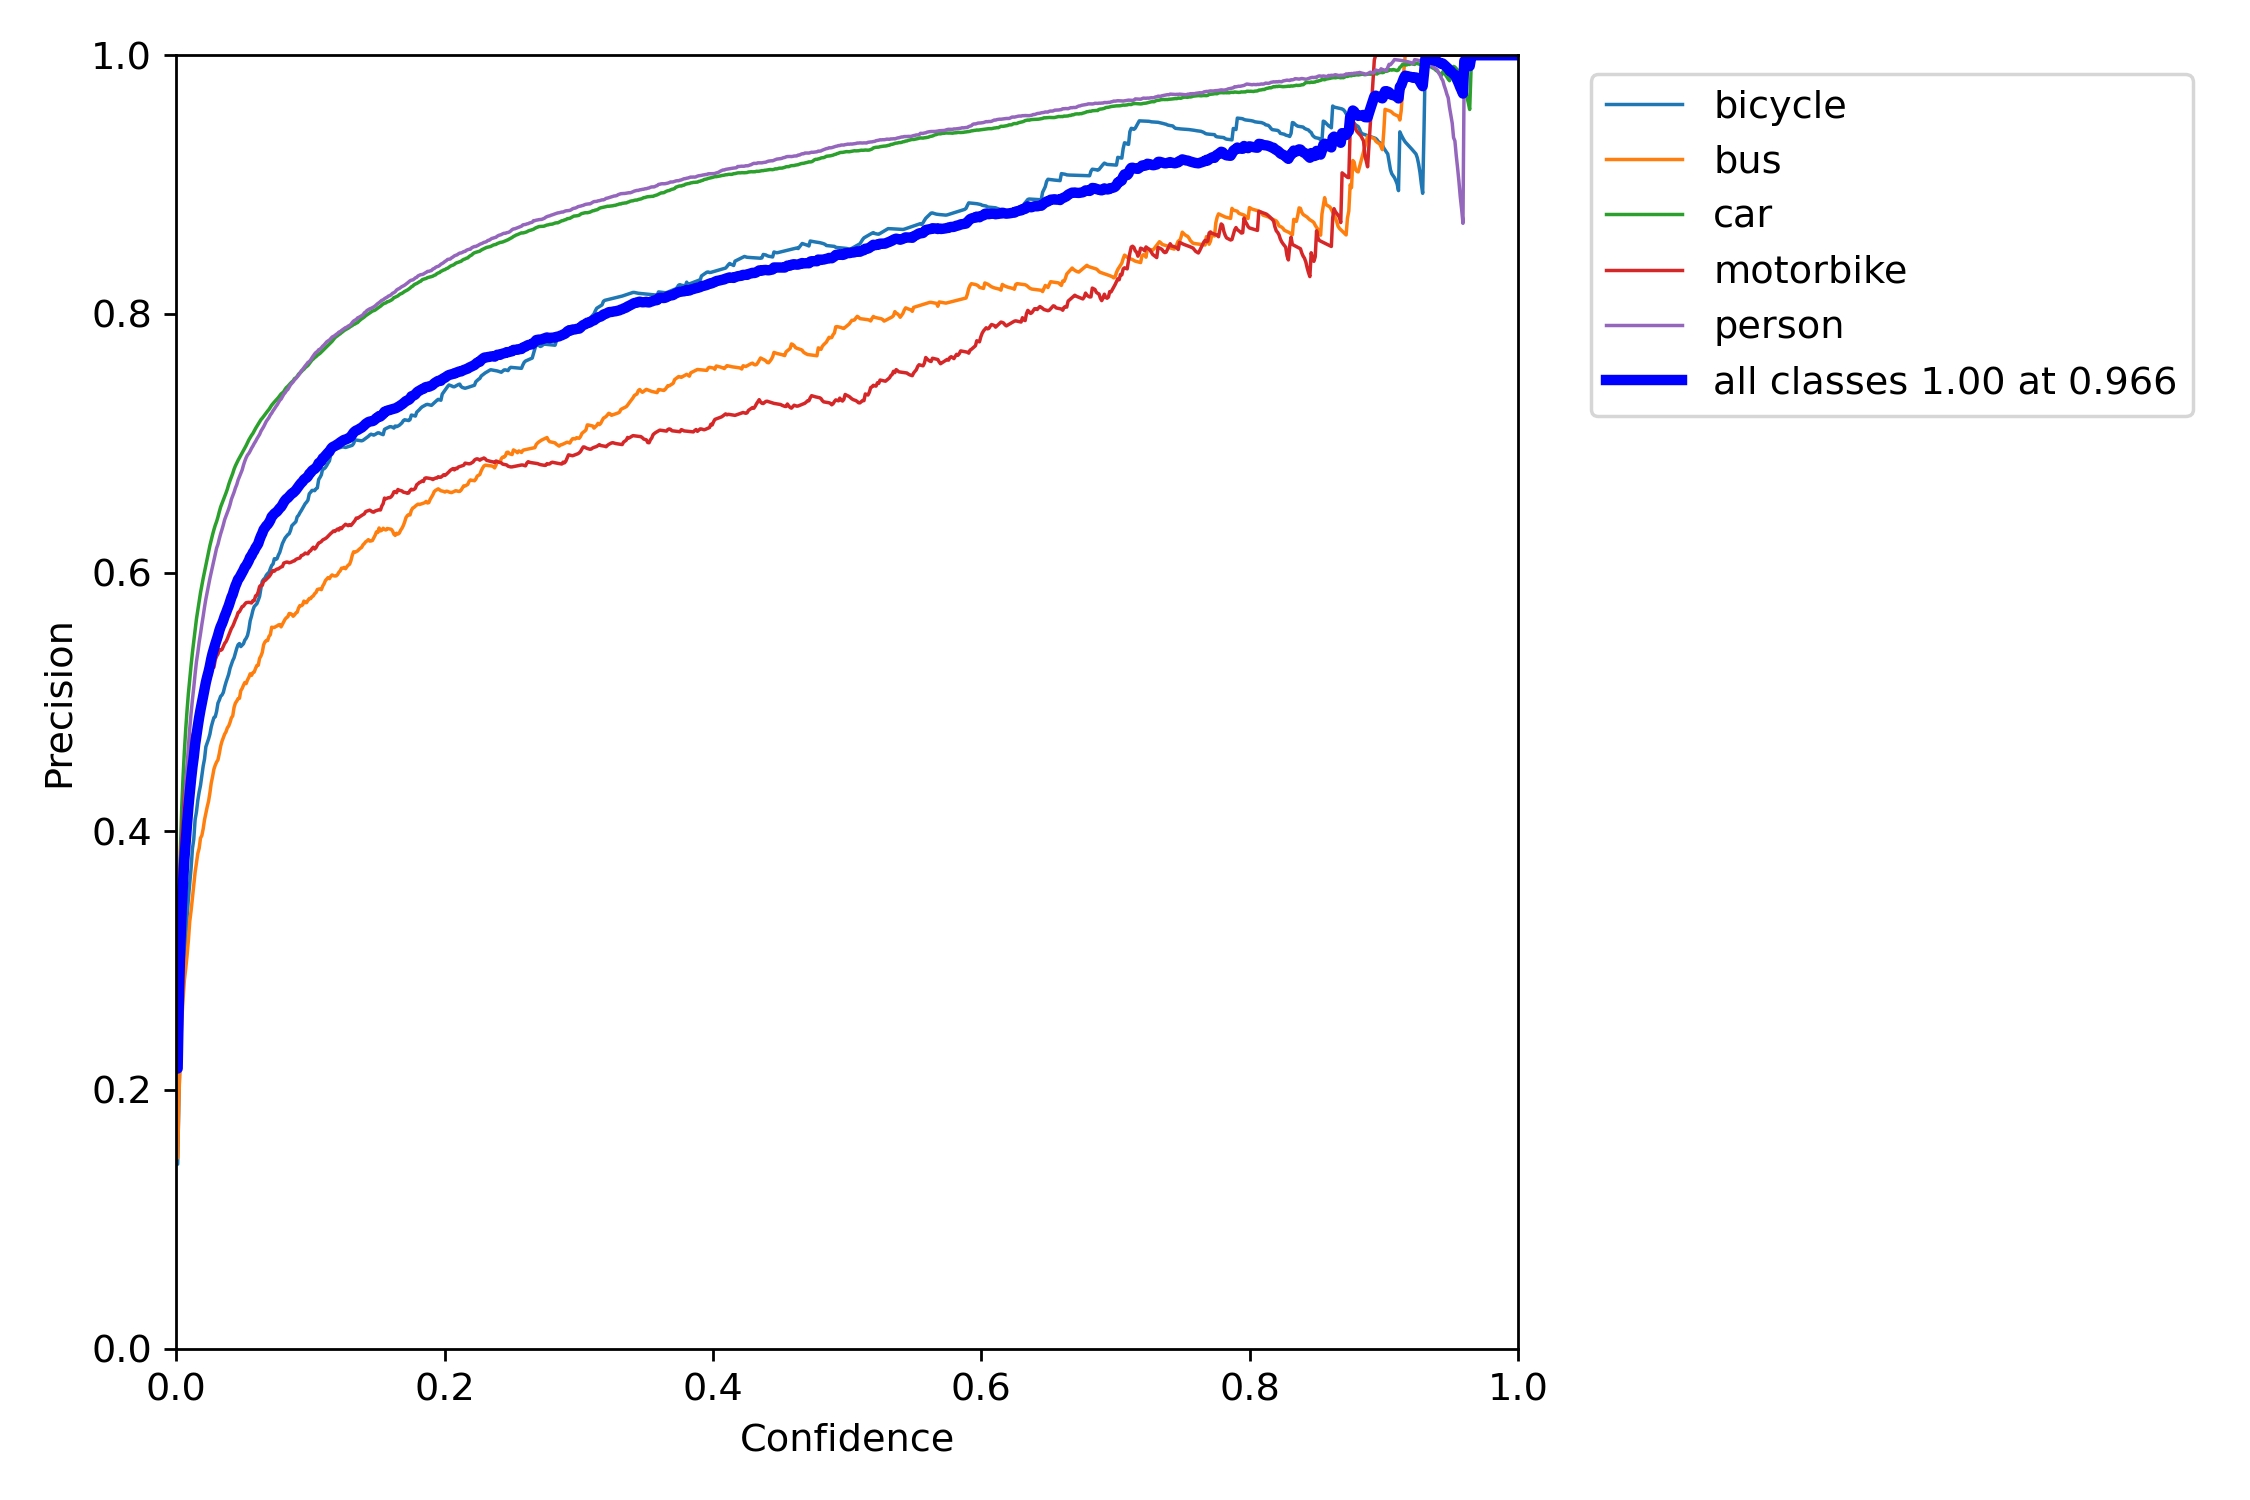 1.0
0.8
0.6
0.4
0.2
0.0
Precision
0.0 0.2 0.4 0.6 0.8 1.0
Confidence
bicycle
bus
car
motorbike
person
all classes 1.00 at 0.966